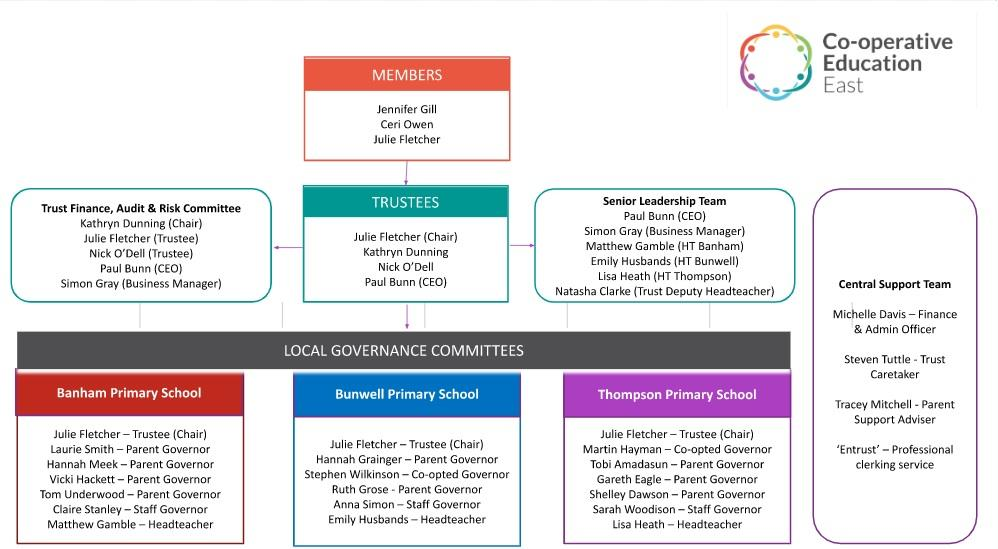 Co-operative
Education
East
MEMBERS
Jennifer Gill
Ceri Owen
Julie Fletcher
Trust Finance, Audit & Risk Committee
Kathryn Dunning (Chair)
Julie Fletcher (Trustee)
Nick O'Dell (Trustee)
Paul Bunn (CEO)
Simon Gray (Business Manager)
TRUSTEES
Julie Fletcher (Chair)
Kathryn Dunning
Nick O'Dell
Paul Bunn (CEO)
Senior Leadership Team
Paul Bunn (CEO)
Simon Gray (Business Manager)
Matthew Gamble (HT Banham)
Emily Husbands (HT Bunwell)
Lisa Heath (HT Thompson)
Natasha Clarke (Trust Deputy Headteacher)
Central Support Team
Michelle Davis – Finance
& Admin Officer
Steven Tuttle - Trust
Caretaker
Tracey Mitchell - Parent
Support Adviser
‘Entrust’ – Professional
clerking service
LOCAL GOVERNANCE COMMITTEES
Banham Primary School
Julie Fletcher – Trustee (Chair)
Laurie Smith – Parent Governor
Hannah Meek – Parent Governor
Vicki Hackett – Parent Governor
Tom Underwood – Parent Governor
Claire Stanley – Staff Governor
Matthew Gamble – Headteacher
Bunwell Primary School
Julie Fletcher – Trustee (Chair)
Hannah Grainger – Parent Governor
Stephen Wilkinson – Co-opted Governor
Ruth Grose - Parent Governor
Anna Simon – Staff Governor
Emily Husbands – Headteacher
Thompson Primary School
Julie Fletcher – Trustee (Chair)
Martin Hayman – Co-opted Governor
Tobi Amadasun – Parent Governor
Gareth Eagle – Parent Governor
Shelley Dawson – Parent Governor
Sarah Woodison – Staff Governor
Lisa Heath – Headteacher